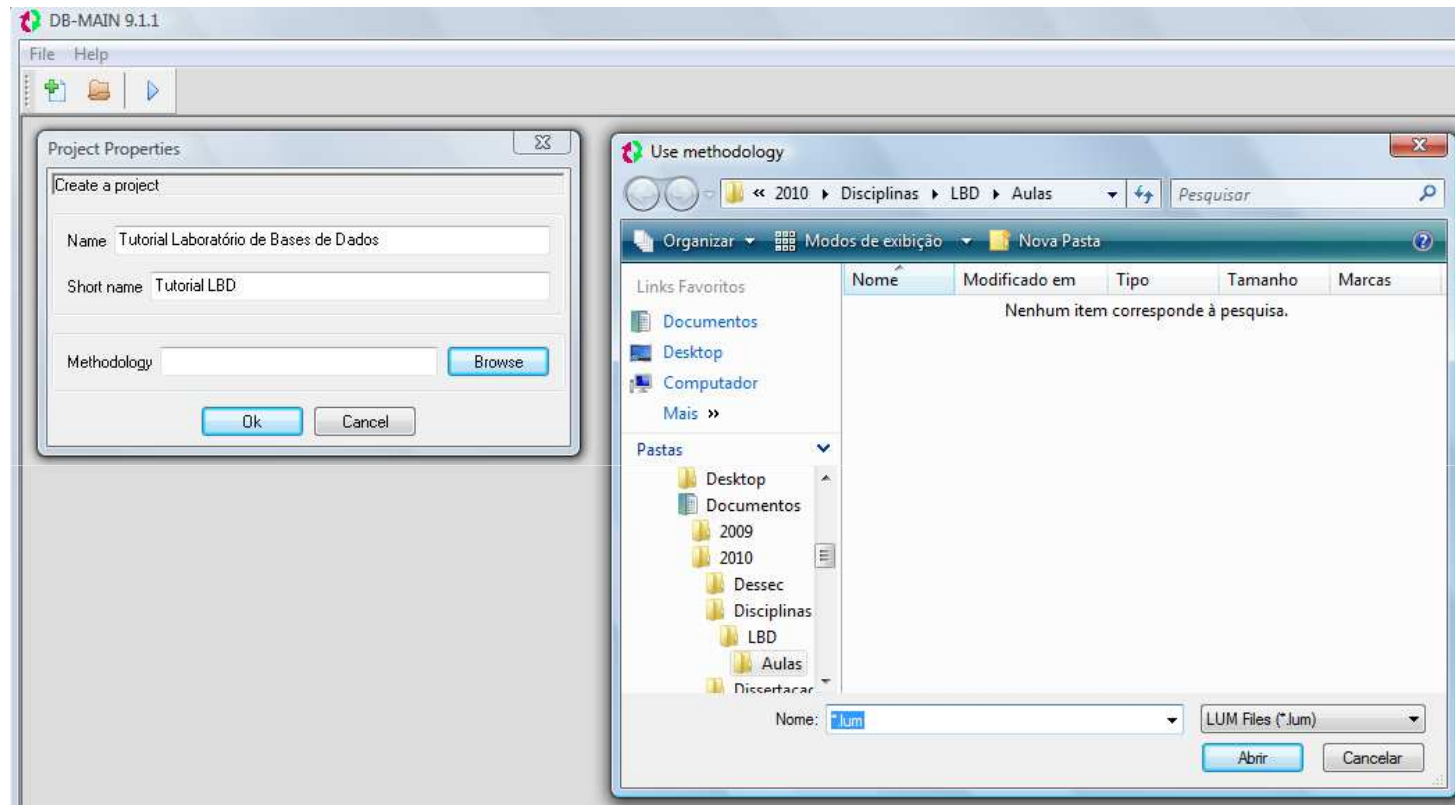 DB-MAIN 9.1.1
File Help
Project Properties
Create a project
Name Tutorial Laboratório de Bases de Dados
Short name Tutorial LBD
Methodology Browse
Ok Cancel
Use methodology
« 2010 ▸ Disciplinas ▸ LBD ▸ Aulas Pesquisar
Organizar Modos de exibição Nova Pasta
Links Favoritos
Documentos
Desktop
Computador
Mais »
Pastas
Desktop
Documentos
2009
2010
Dessec
Disciplinas
LBD
Aulas
Dissertacac
Nome Modificado em Tipo Tamanho Marcas
Nenhum item corresponde à pesquisa.
Nome: *.lum LUM Files (*.lum)
Abrir Cancelar